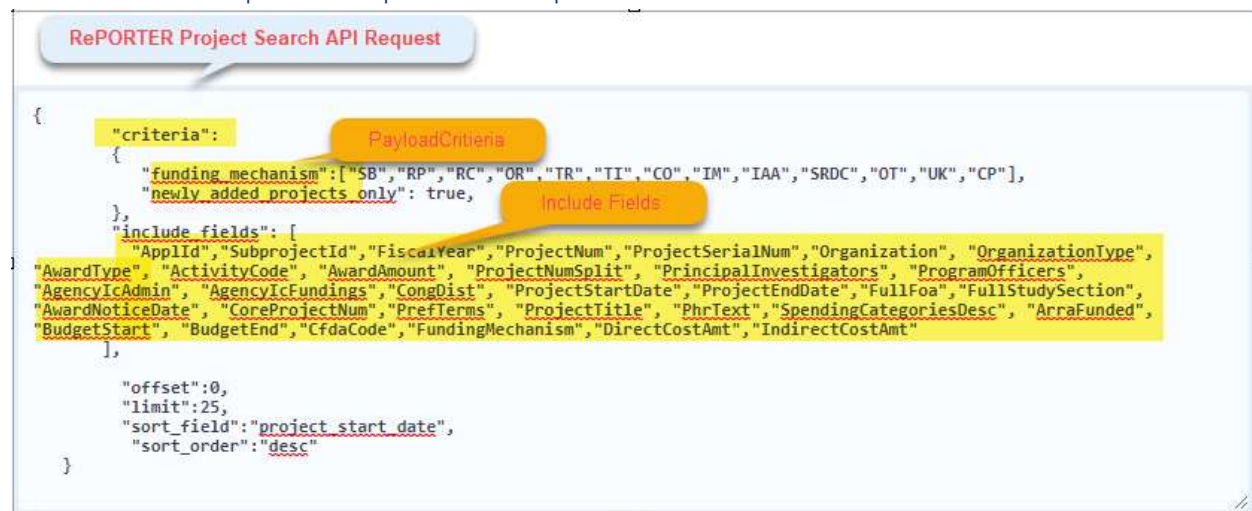 RePORTER Project Search API Request
{
"criteria":
PayloadCritieria
{
"funding_mechanism":["SB","RP","RC","OR","TR","TI","CO","IM","IAA","SRDC","OT","UK","CP"],
"newly_added_projects_only": true,
},
Include Fields
"include_fields": [
"ApplId","SubprojectId","FiscalYear","ProjectNum","ProjectSerialNum","Organization", "OrganizationType",
"AwardType", "ActivityCode", "AwardAmount", "ProjectNumSplit", "PrincipalInvestigators", "ProgramOfficers",
"AgencyIcAdmin", "AgencyIcFundings","CongDist", "ProjectStartDate","ProjectEndDate","FullFoa","FullStudySection",
"AwardNoticeDate", "CoreProjectNum","PrefTerms", "ProjectTitle", "PhrText","SpendingCategoriesDesc", "ArraFunded",
"BudgetStart", "BudgetEnd","CfdaCode","FundingMechanism","DirectCostAmt","IndirectCostAmt"
],
"offset":0,
"limit":25,
"sort_field":"project_start_date",
"sort_order":"desc"
}